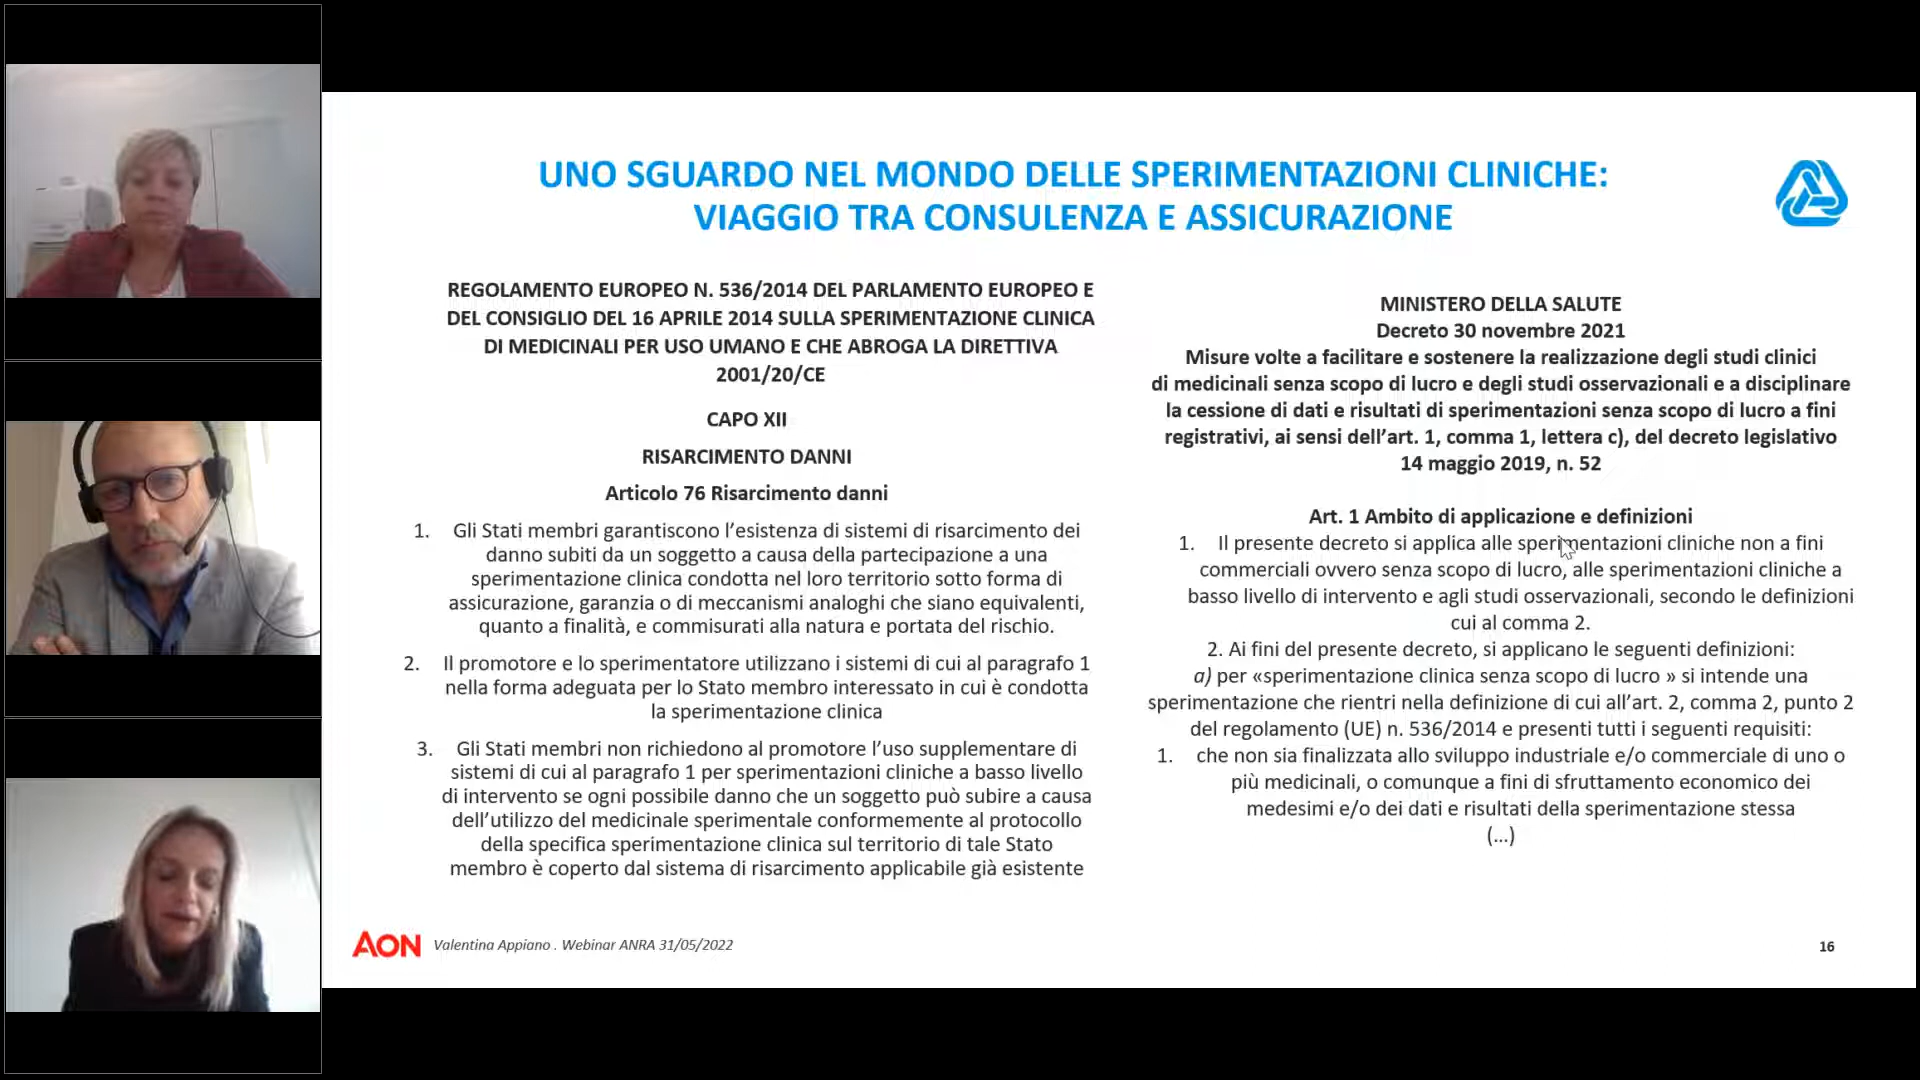 UNO SGUARDO NEL MONDO DELLE SPERIMENTAZIONI CLINICHE:
VIAGGIO TRA CONSULENZA E ASSICURAZIONE
REGOLAMENTO EUROPEO N. 536/2014 DEL PARLAMENTO EUROPEO E
DEL CONSIGLIO DEL 16 APRILE 2014 SULLA SPERIMENTAZIONE CLINICA
DI MEDICINALI PER USO UMANO E CHE ABROGA LA DIRETTIVA
2001/20/CE
CAPO XII
RISARCIMENTO DANNI
Articolo 76 Risarcimento danni
1. Gli Stati membri garantiscono l’esistenza di sistemi di risarcimento dei
danno subiti da un soggetto a causa della partecipazione a una
sperimentazione clinica condotta nel loro territorio sotto forma di
assicurazione, garanzia o di meccanismi analoghi che siano equivalenti,
quanto a finalità, e commisurati alla natura e portata del rischio.
2. Il promotore e lo sperimentatore utilizzano i sistemi di cui al paragrafo 1
nella forma adeguata per lo Stato membro interessato in cui è condotta
la sperimentazione clinica
3. Gli Stati membri non richiedono al promotore l’uso supplementare di
sistemi di cui al paragrafo 1 per sperimentazioni cliniche a basso livello
di intervento se ogni possibile danno che un soggetto può subire a causa
dell’utilizzo del medicinale sperimentale conformemente al protocollo
della specifica sperimentazione clinica sul territorio di tale Stato
membro è coperto dal sistema di risarcimento applicabile già esistente
MINISTERO DELLA SALUTE
Decreto 30 novembre 2021
Misure volte a facilitare e sostenere la realizzazione degli studi clinici
di medicinali senza scopo di lucro e degli studi osservazionali e a disciplinare
la cessione di dati e risultati di sperimentazioni senza scopo di lucro a fini
registrativi, ai sensi dell’art. 1, comma 1, lettera c), del decreto legislativo
14 maggio 2019, n. 52
Art. 1 Ambito di applicazione e definizioni
1. Il presente decreto si applica alle sperimentazioni cliniche non a fini
commerciali ovvero senza scopo di lucro, alle sperimentazioni cliniche a
basso livello di intervento e agli studi osservazionali, secondo le definizioni
cui al comma 2.
2. Ai fini del presente decreto, si applicano le seguenti definizioni:
a) per «sperimentazione clinica senza scopo di lucro » si intende una
sperimentazione che rientri nella definizione di cui all’art. 2, comma 2, punto 2
del regolamento (UE) n. 536/2014 e presenti tutti i seguenti requisiti:
1. che non sia finalizzata allo sviluppo industriale e/o commerciale di uno o
più medicinali, o comunque a fini di sfruttamento economico dei
medesimi e/o dei dati e risultati della sperimentazione stessa
(...)
AON Valentina Appiano . Webinar ANRA 31/05/2022
16